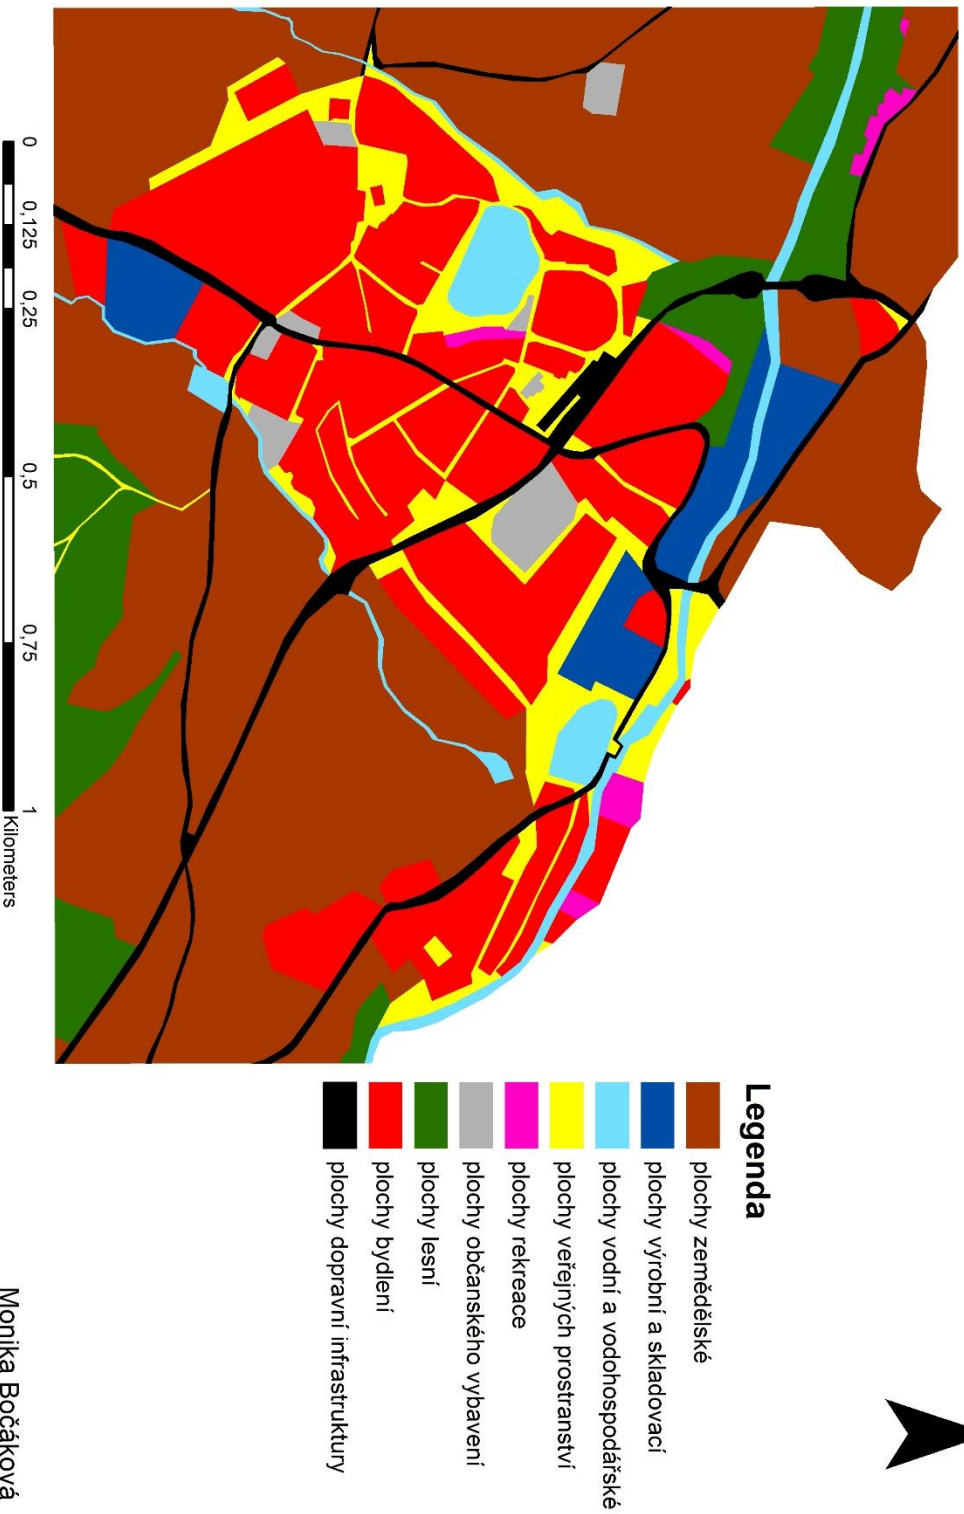 Legenda
plochy zemědělské
plochy výrobní a skladovací
plochy vodní a vodohospodářské
plochy veřejných prostranství
plochy rekreace
plochy občanského vybavení
plochy lesní
plochy bydlení
plochy dopravní infrastruktury
0 0,125 0,25 0,5 0,75 1
Kilometers
Monika Bočáková